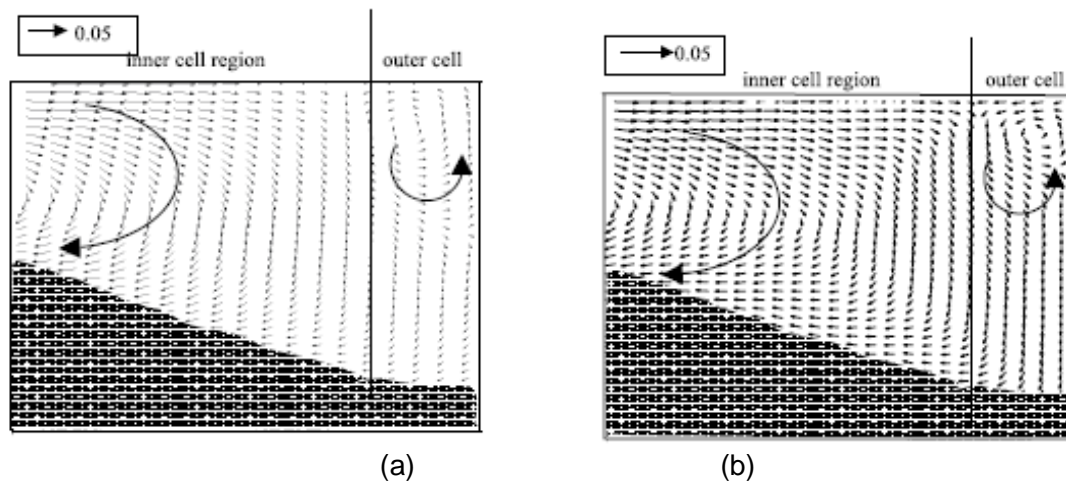 0.05
inner cell region outer cell
(a)
0.05
inner cell region outer cell
(b)